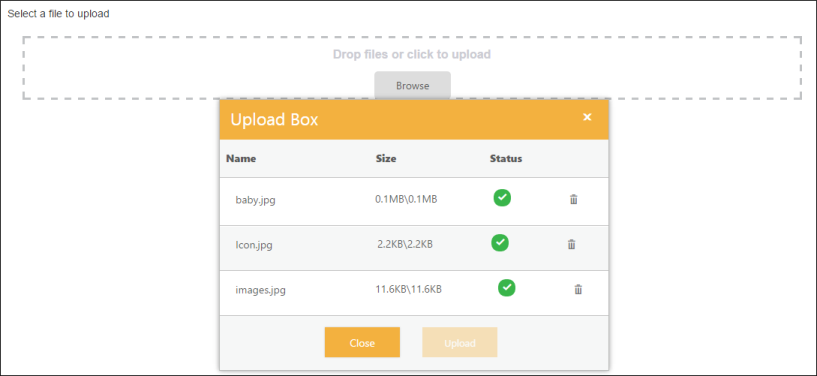 Select a file to upload
Drop files or click to upload
Browse
Upload Box
Name Size Status
baby.jpg 0.1MB\0.1MB
Icon.jpg 2.2KB\2.2KB
images.jpg 11.6KB\11.6KB
Close Upload